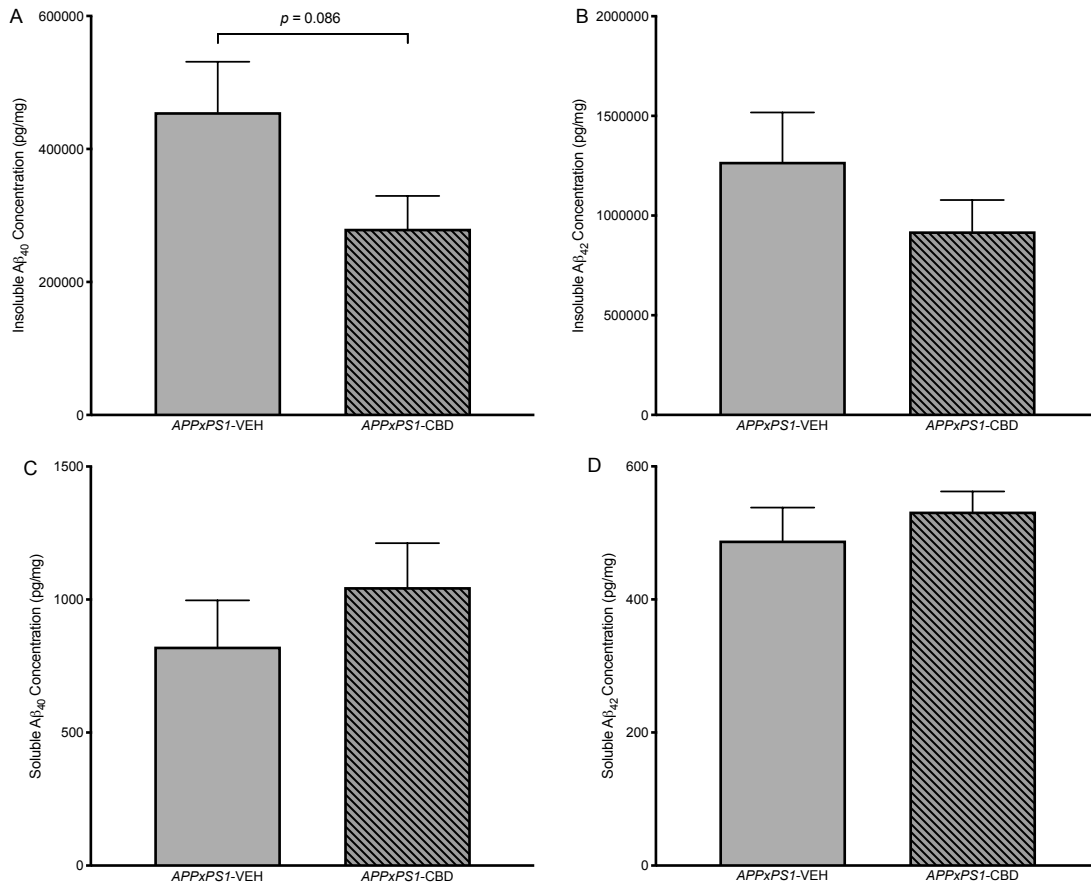 A
p = 0.086
Insoluble Aβ40 Concentration (pg/mg)
600000
400000
200000
0
APPxPS1-VEH
APPxPS1-CBD
B
Insoluble Aβ42 Concentration (pg/mg)
2000000
1500000
1000000
500000
0
APPxPS1-VEH
APPxPS1-CBD
C
Soluble Aβ40 Concentration (pg/mg)
1500
1000
500
0
APPxPS1-VEH
APPxPS1-CBD
D
Soluble Aβ42 Concentration (pg/mg)
600
400
200
0
APPxPS1-VEH
APPxPS1-CBD